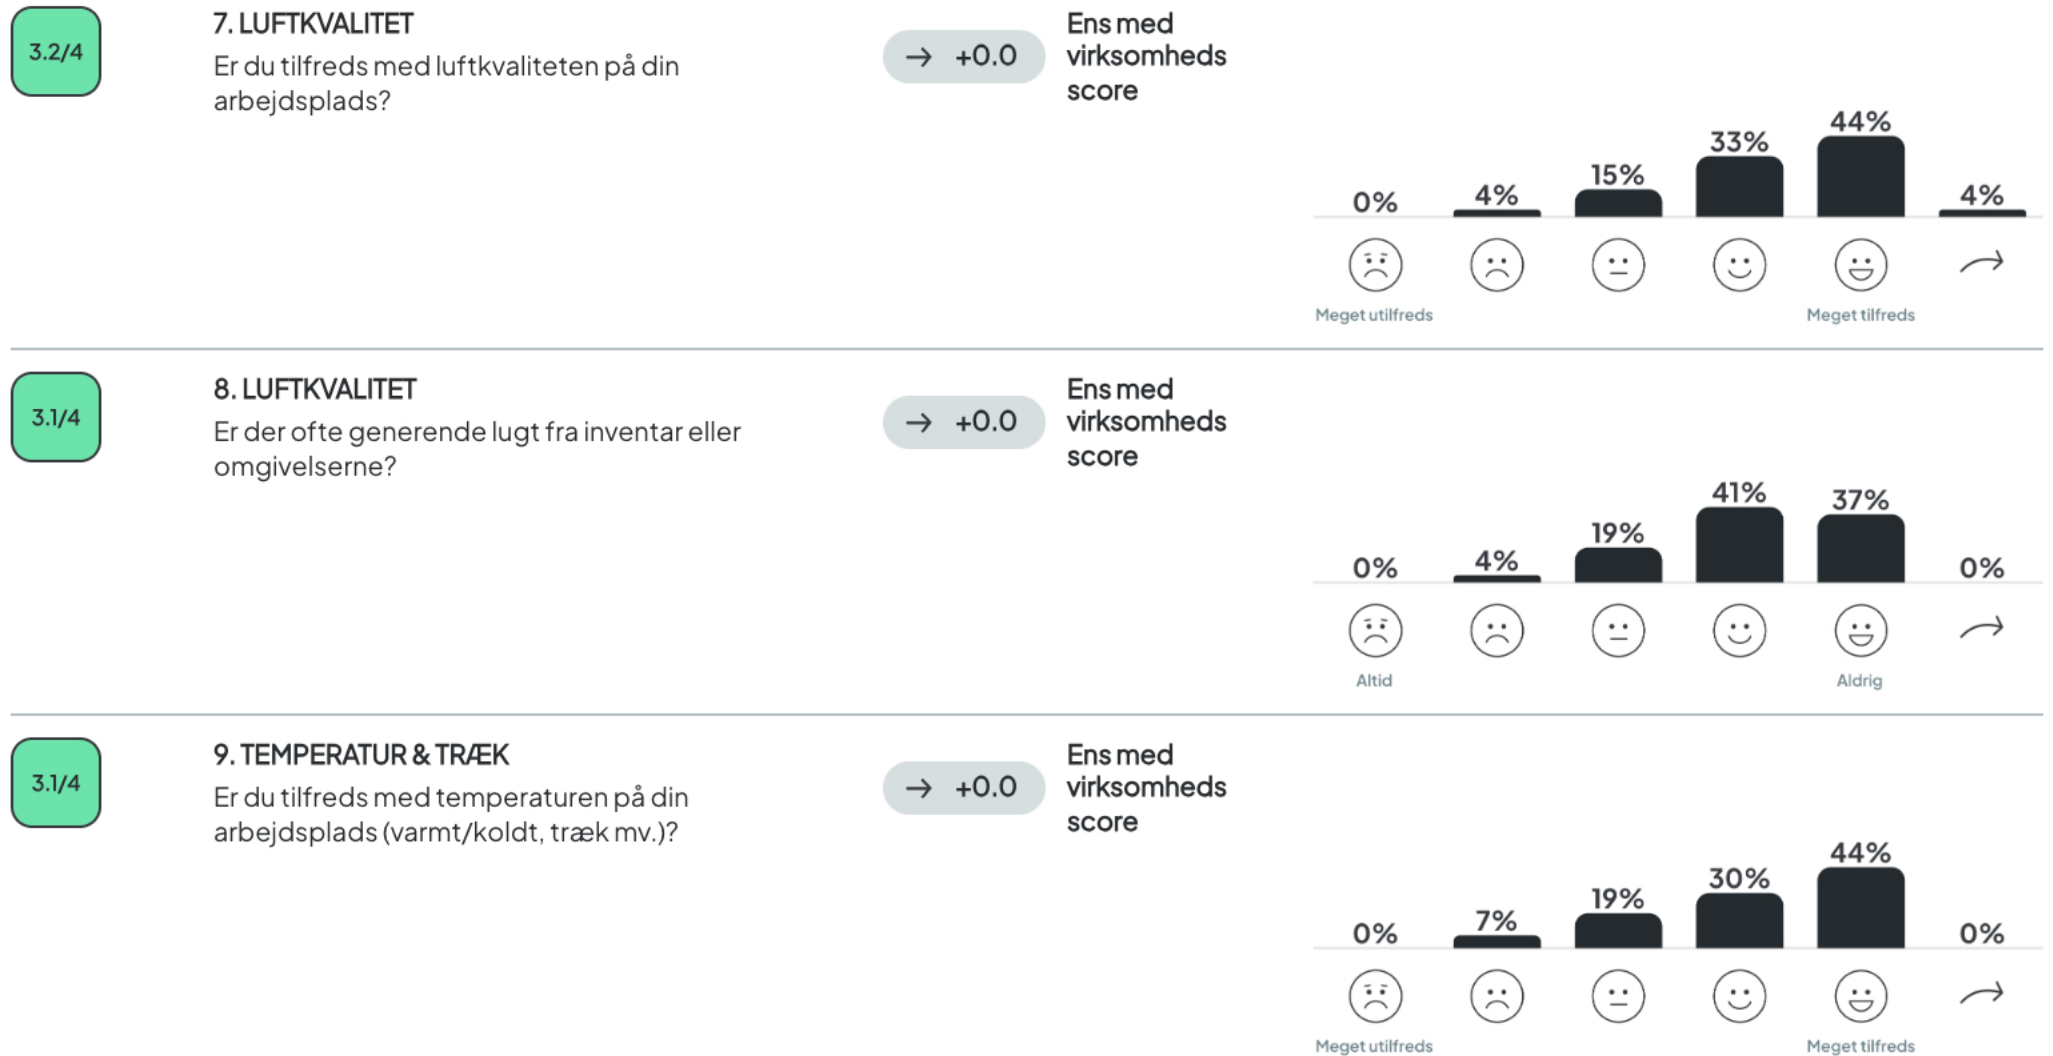 3.2/4
7. LUFTKVALITET
Er du tilfreds med luftkvaliteten på din
arbejdsplads?
→ +0.0
Ens med
virksomheds
score
0%
4%
15%
33%
44%
4%
Meget utilfreds
Meget tilfreds
3.1/4
8. LUFTKVALITET
Er der ofte generende lugt fra inventar eller
omgivelserne?
→ +0.0
Ens med
virksomheds
score
0%
4%
19%
41%
37%
0%
Altid
Aldrig
3.1/4
9. TEMPERATUR & TRÆK
Er du tilfreds med temperaturen på din
arbejdsplads (varmt/koldt, træk mv.)?
→ +0.0
Ens med
virksomheds
score
0%
7%
19%
30%
44%
0%
Meget utilfreds
Meget tilfreds